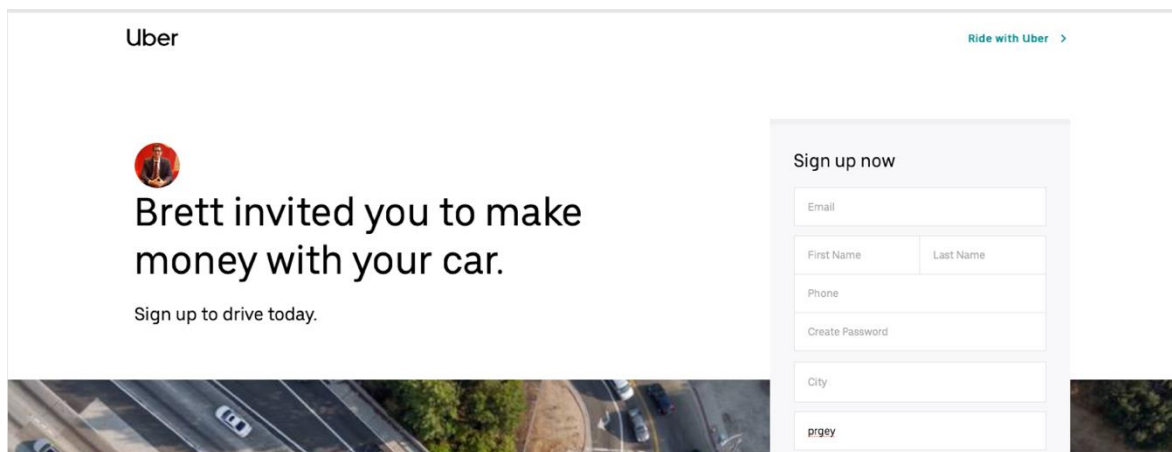 Uber
Ride with Uber >
Brett invited you to make
money with your car.
Sign up to drive today.
Sign up now
Email
First Name Last Name
Phone
Create Password
City
prgey